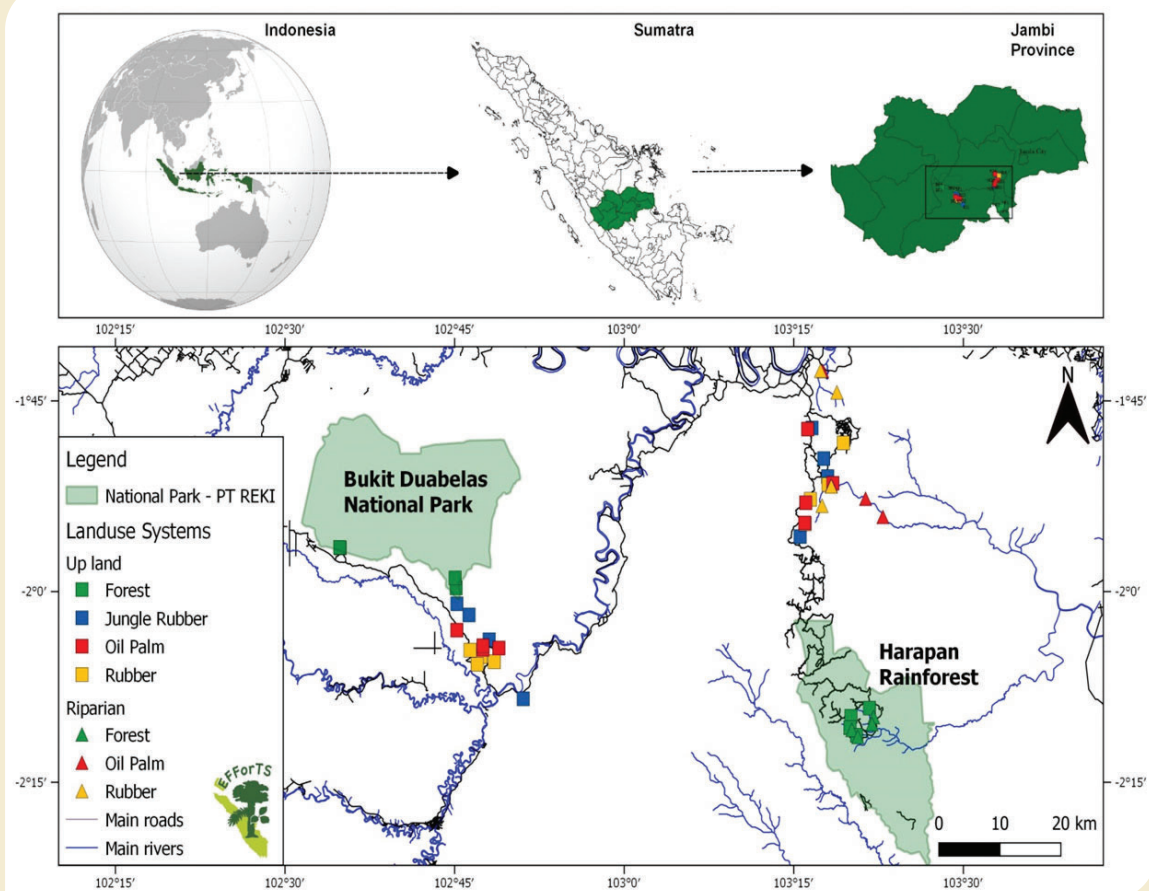 Indonesia
Sumatra
Jambi
Province
102°15′ 102°30′ 102°45′ 103°0′ 103°15′ 103°30′
-1°45′ -1°45′
N
Bukit Duabelas
National Park
Legend
National Park - PT REKI
Landuse Systems
Up land
Forest
Jungle Rubber
Oil Palm
Rubber
Riparian
Forest
Oil Palm
Rubber
Main roads
Main rivers
EFForTS
-2°0′
Harapan
Rainforest
-2°15′ -2°15′
0 10 20 km
102°15′ 102°30′ 102°45′ 103°0′ 103°15′ 103°30′